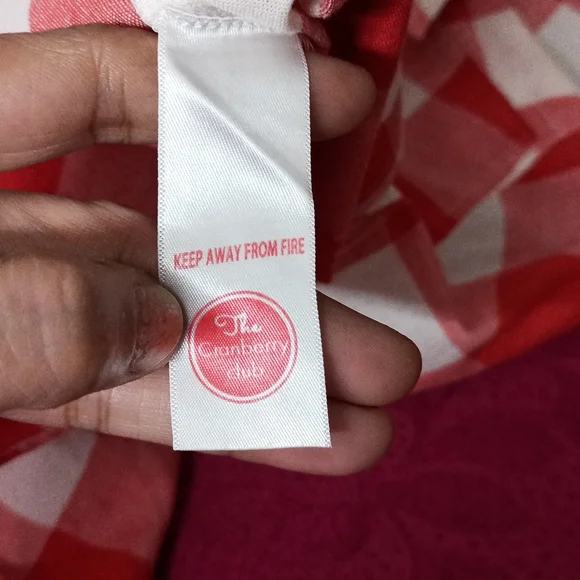 KEEP AWAY FROM FIRE
The
Cranberry
club